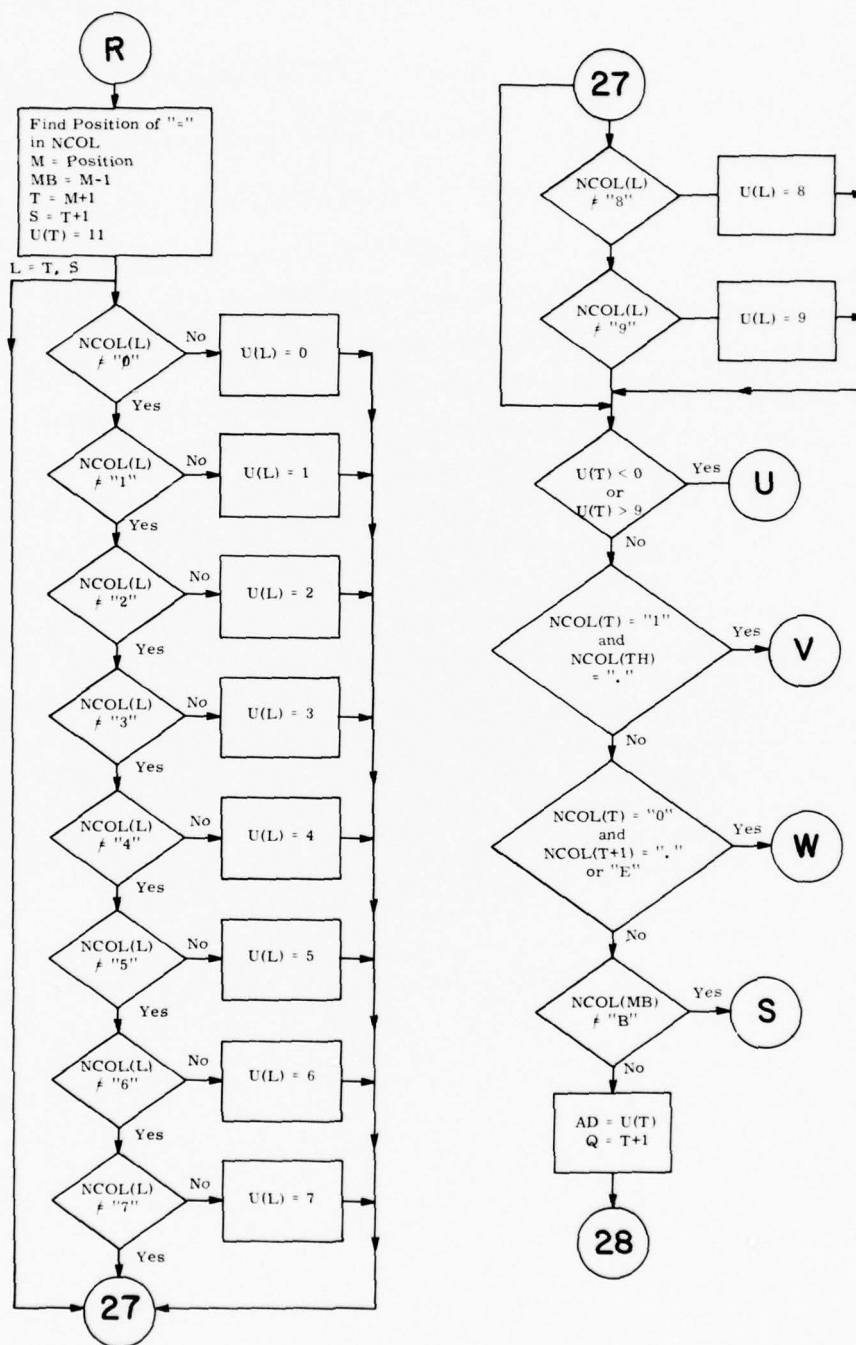 R
Find Position of "="
in NCOL
M = Position
MB = M-1
T = M+1
S = T+1
U(T) = 11
L = T, S
NCOL(L)
≠ "0"
No
U(L) = 0
Yes
NCOL(L)
≠ "1"
No
U(L) = 1
Yes
NCOL(L)
≠ "2"
No
U(L) = 2
Yes
NCOL(L)
≠ "3"
No
U(L) = 3
Yes
NCOL(L)
≠ "4"
No
U(L) = 4
Yes
NCOL(L)
≠ "5"
No
U(L) = 5
Yes
NCOL(L)
≠ "6"
No
U(L) = 6
Yes
NCOL(L)
≠ "7"
No
U(L) = 7
Yes
27
27
NCOL(L)
≠ "8"
U(L) = 8
NCOL(L)
≠ "9"
U(L) = 9
U(T) < 0
or
U(T) > 9
Yes
U
No
NCOL(T) = "1"
and
NCOL(TH)
= "."
Yes
V
No
NCOL(T) = "0"
and
NCOL(T+1) = "."
or "E"
Yes
W
No
NCOL(MB)
≠ "B"
Yes
S
No
AD = U(T)
Q = T+1
28